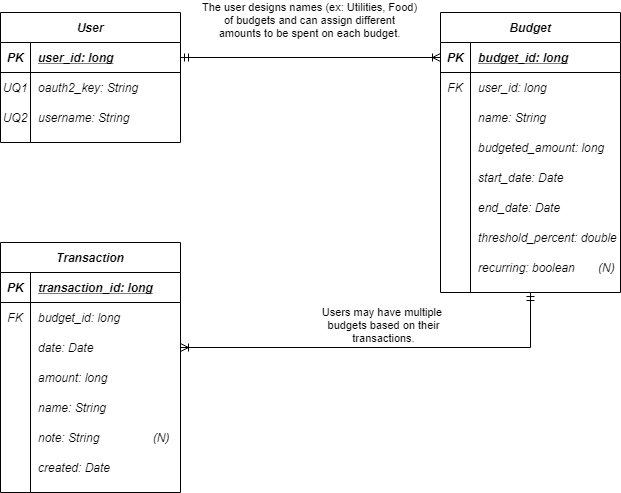 The user designs names (ex: Utilities, Food)
of budgets and can assign different
amounts to be spent on each budget.
User
PK user_id: long
UQ1 oauth2_key: String
UQ2 username: String
Budget
PK budget_id: long
FK user_id: long
name: String
budgeted_amount: long
start_date: Date
end_date: Date
threshold_percent: double
recurring: boolean (N)
Transaction
PK transaction_id: long
FK budget_id: long
date: Date
amount: long
name: String
note: String (N)
created: Date
Users may have multiple
budgets based on their
transactions.